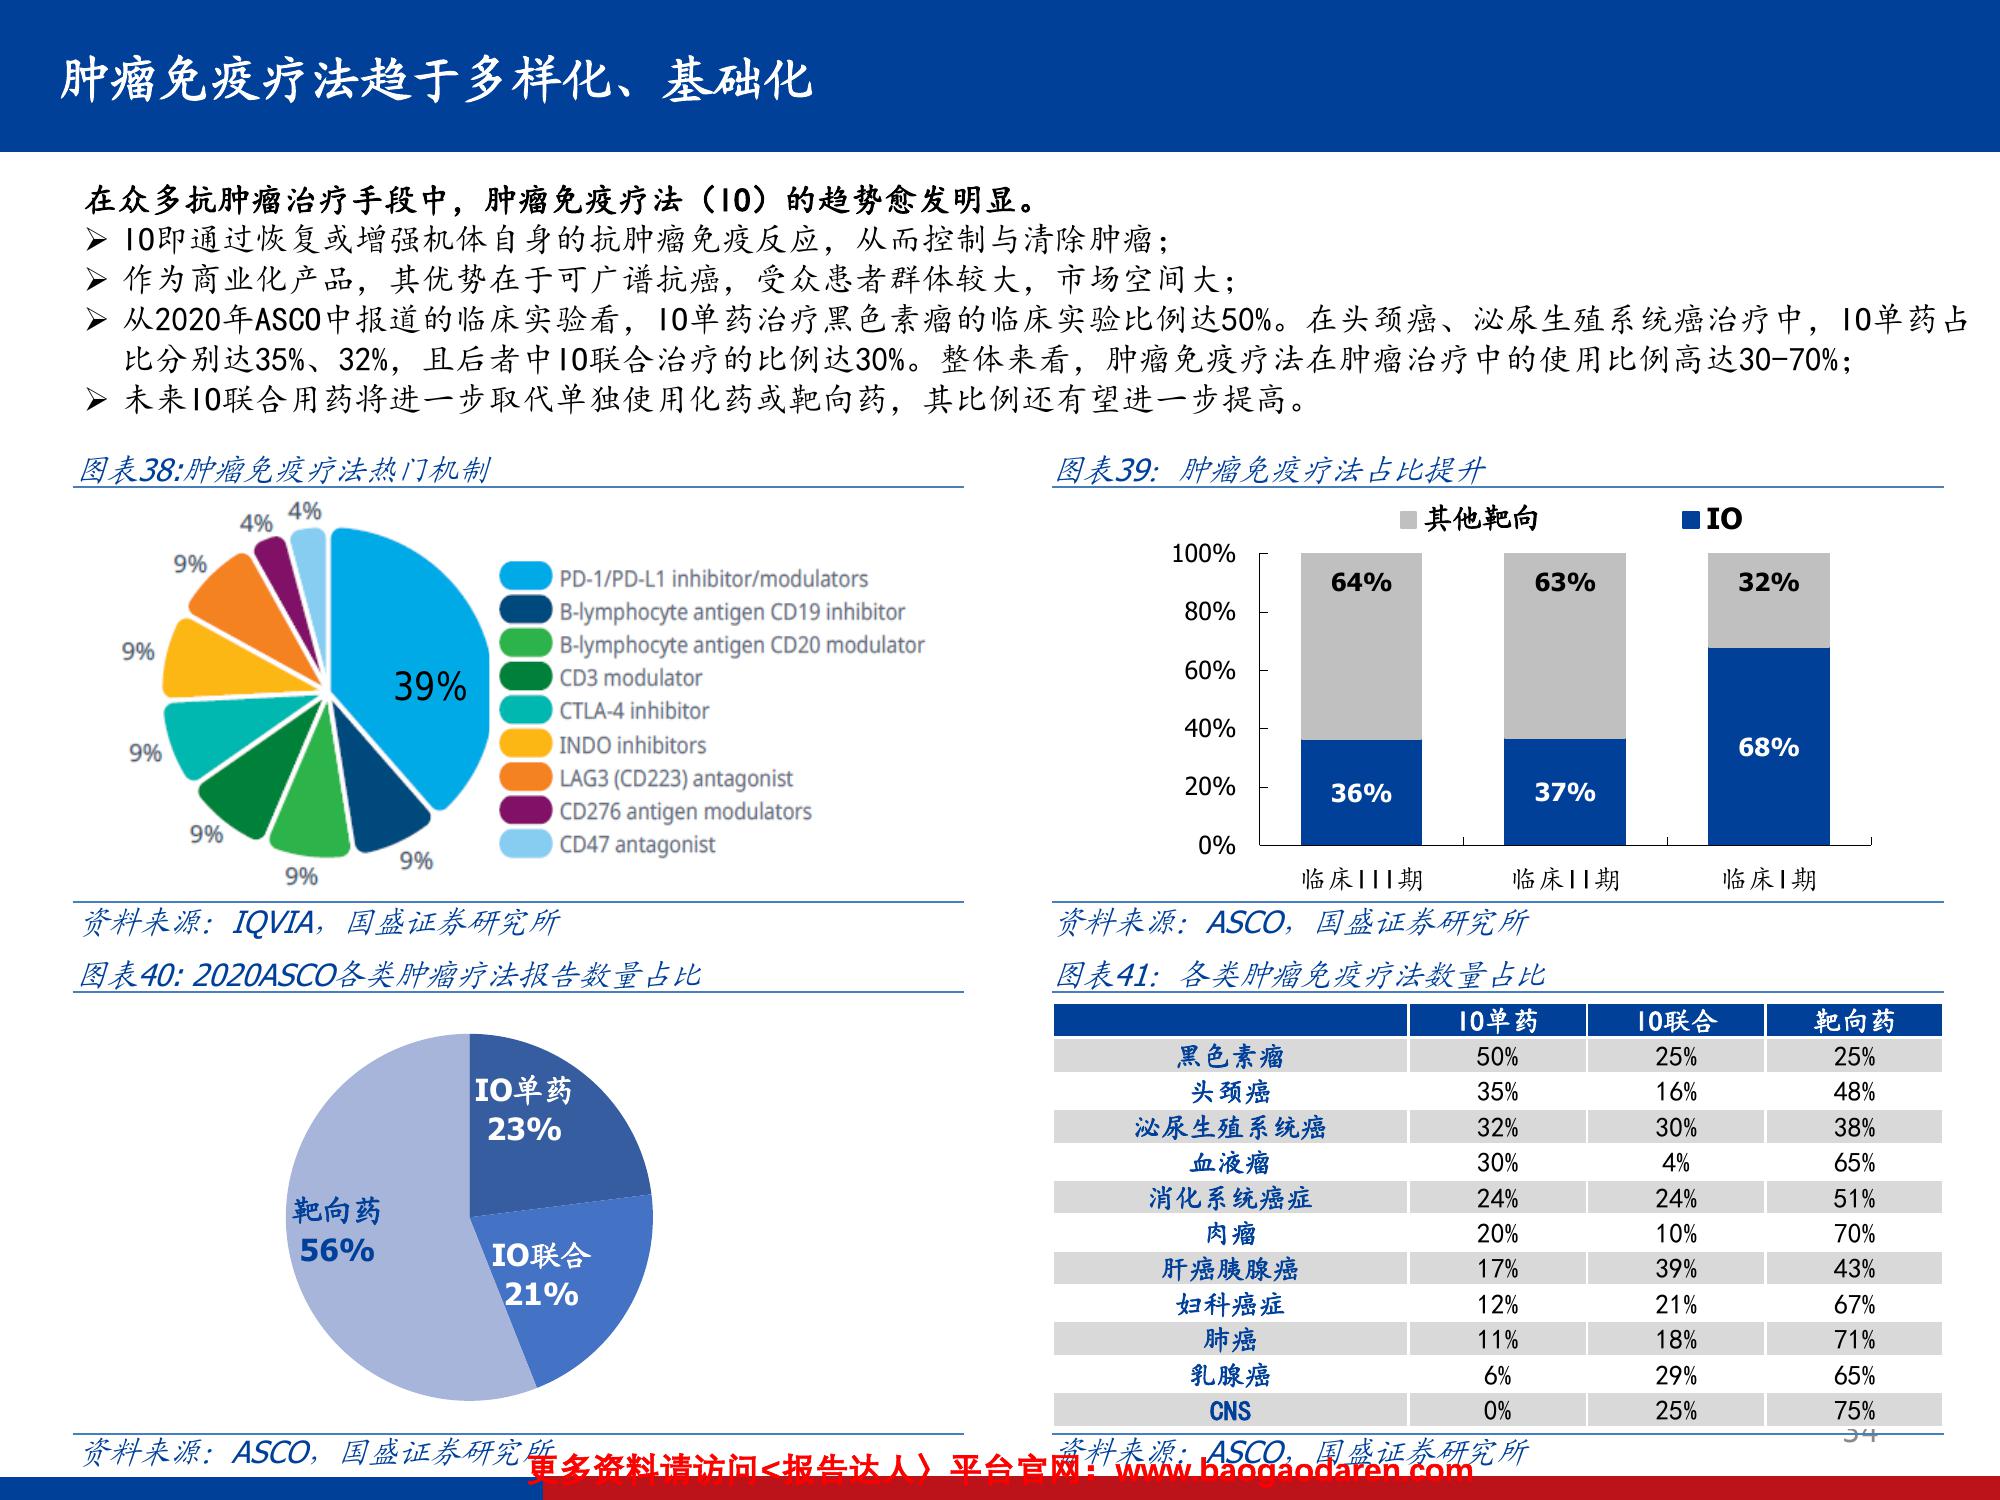 肿瘤免疫疗法趋于多样化、基础化
在众多抗肿瘤治疗手段中，肿瘤免疫疗法（IO）的趋势愈发明显。
➢ IO即通过恢复或增强机体自身的抗肿瘤免疫反应，从而控制与清除肿瘤；
➢ 作为商业化产品，其优势在于可广谱抗癌，受众患者群体较大，市场空间大；
➢ 从2020年ASCO中报道的临床实验看，IO单药治疗黑色素瘤的临床实验比例达50%。在头颈癌、泌尿生殖系统癌治疗中，IO单药占
比分别达35%、32%，且后者中IO联合治疗的比例达30%。整体来看，肿瘤免疫疗法在肿瘤治疗中的使用比例高达30-70%；
➢ 未来IO联合用药将进一步取代单独使用化药或靶向药，其比例还有望进一步提高。
图表38:肿瘤免疫疗法热门机制
4%
4%
9%
9%
9%
9%
9%
9%
39%
PD-1/PD-L1 inhibitor/modulators
B-lymphocyte antigen CD19 inhibitor
B-lymphocyte antigen CD20 modulator
CD3 modulator
CTLA-4 inhibitor
INDO inhibitors
LAG3 (CD223) antagonist
CD276 antigen modulators
CD47 antagonist
资料来源：IQVIA，国盛证券研究所
图表39：肿瘤免疫疗法占比提升
其他靶向 IO
100%
80%
60%
40%
20%
0%
64% 63% 32%
36% 37% 68%
临床III期 临床II期 临床I期
资料来源：ASCO，国盛证券研究所
图表40: 2020ASCO各类肿瘤疗法报告数量占比
IO单药
23%
IO联合
21%
靶向药
56%
资料来源：ASCO，国盛证券研究所
图表41：各类肿瘤免疫疗法数量占比
IO单药 IO联合 靶向药
黑色素瘤 50% 25% 25%
头颈癌 35% 16% 48%
泌尿生殖系统癌 32% 30% 38%
血液瘤 30% 4% 65%
消化系统癌症 24% 24% 51%
肉瘤 20% 10% 70%
肝癌胰腺癌 17% 39% 43%
妇科癌症 12% 21% 67%
肺癌 11% 18% 71%
乳腺癌 6% 29% 65%
CNS 0% 25% 75%
资料来源：ASCO，国盛证券研究所
34
更多资料请访问<报告达人〉平台官网：www.baogaodaren.com